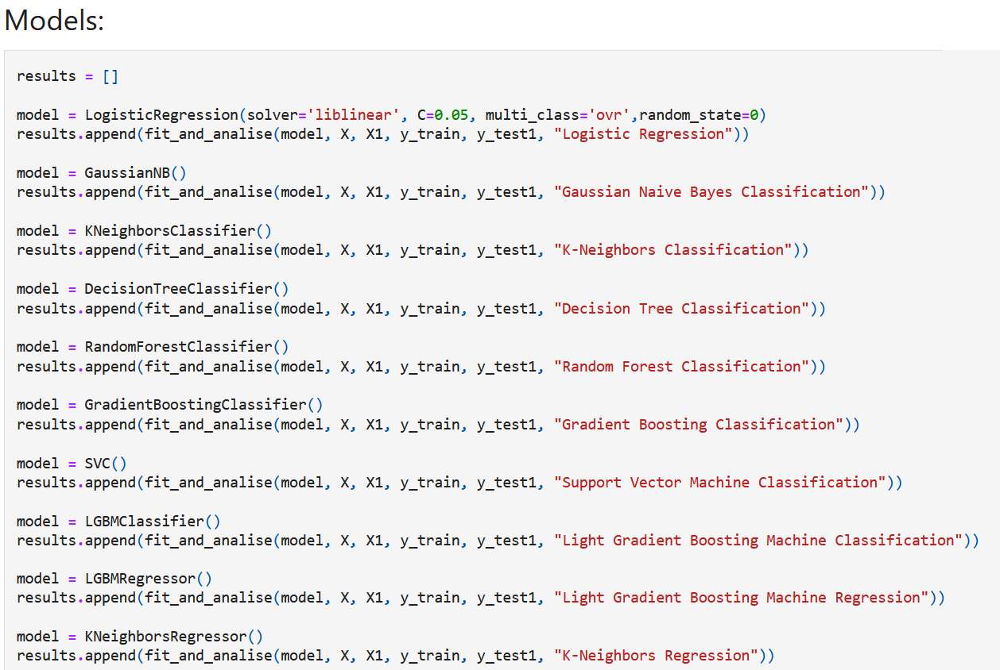 Models:
results = []
model = LogisticRegression(solver='liblinear', C=0.05, multi_class='ovr',random_state=0)
results.append(fit_and_analise(model, X, X1, y_train, y_test1, "Logistic Regression"))
model = GaussianNB()
results.append(fit_and_analise(model, X, X1, y_train, y_test1, "Gaussian Naive Bayes Classification"))
model = KNeighborsClassifier()
results.append(fit_and_analise(model, X, X1, y_train, y_test1, "K-Neighbors Classification"))
model = DecisionTreeClassifier()
results.append(fit_and_analise(model, X, X1, y_train, y_test1, "Decision Tree Classification"))
model = RandomForestClassifier()
results.append(fit_and_analise(model, X, X1, y_train, y_test1, "Random Forest Classification"))
model = GradientBoostingClassifier()
results.append(fit_and_analise(model, X, X1, y_train, y_test1, "Gradient Boosting Classification"))
model = SVC()
results.append(fit_and_analise(model, X, X1, y_train, y_test1, "Support Vector Machine Classification"))
model = LGBMClassifier()
results.append(fit_and_analise(model, X, X1, y_train, y_test1, "Light Gradient Boosting Machine Classification"))
model = LGBMRegressor()
results.append(fit_and_analise(model, X, X1, y_train, y_test1, "Light Gradient Boosting Machine Regression"))
model = KNeighborsRegressor()
results.append(fit_and_analise(model, X, X1, y_train, y_test1, "K-Neighbors Regression"))